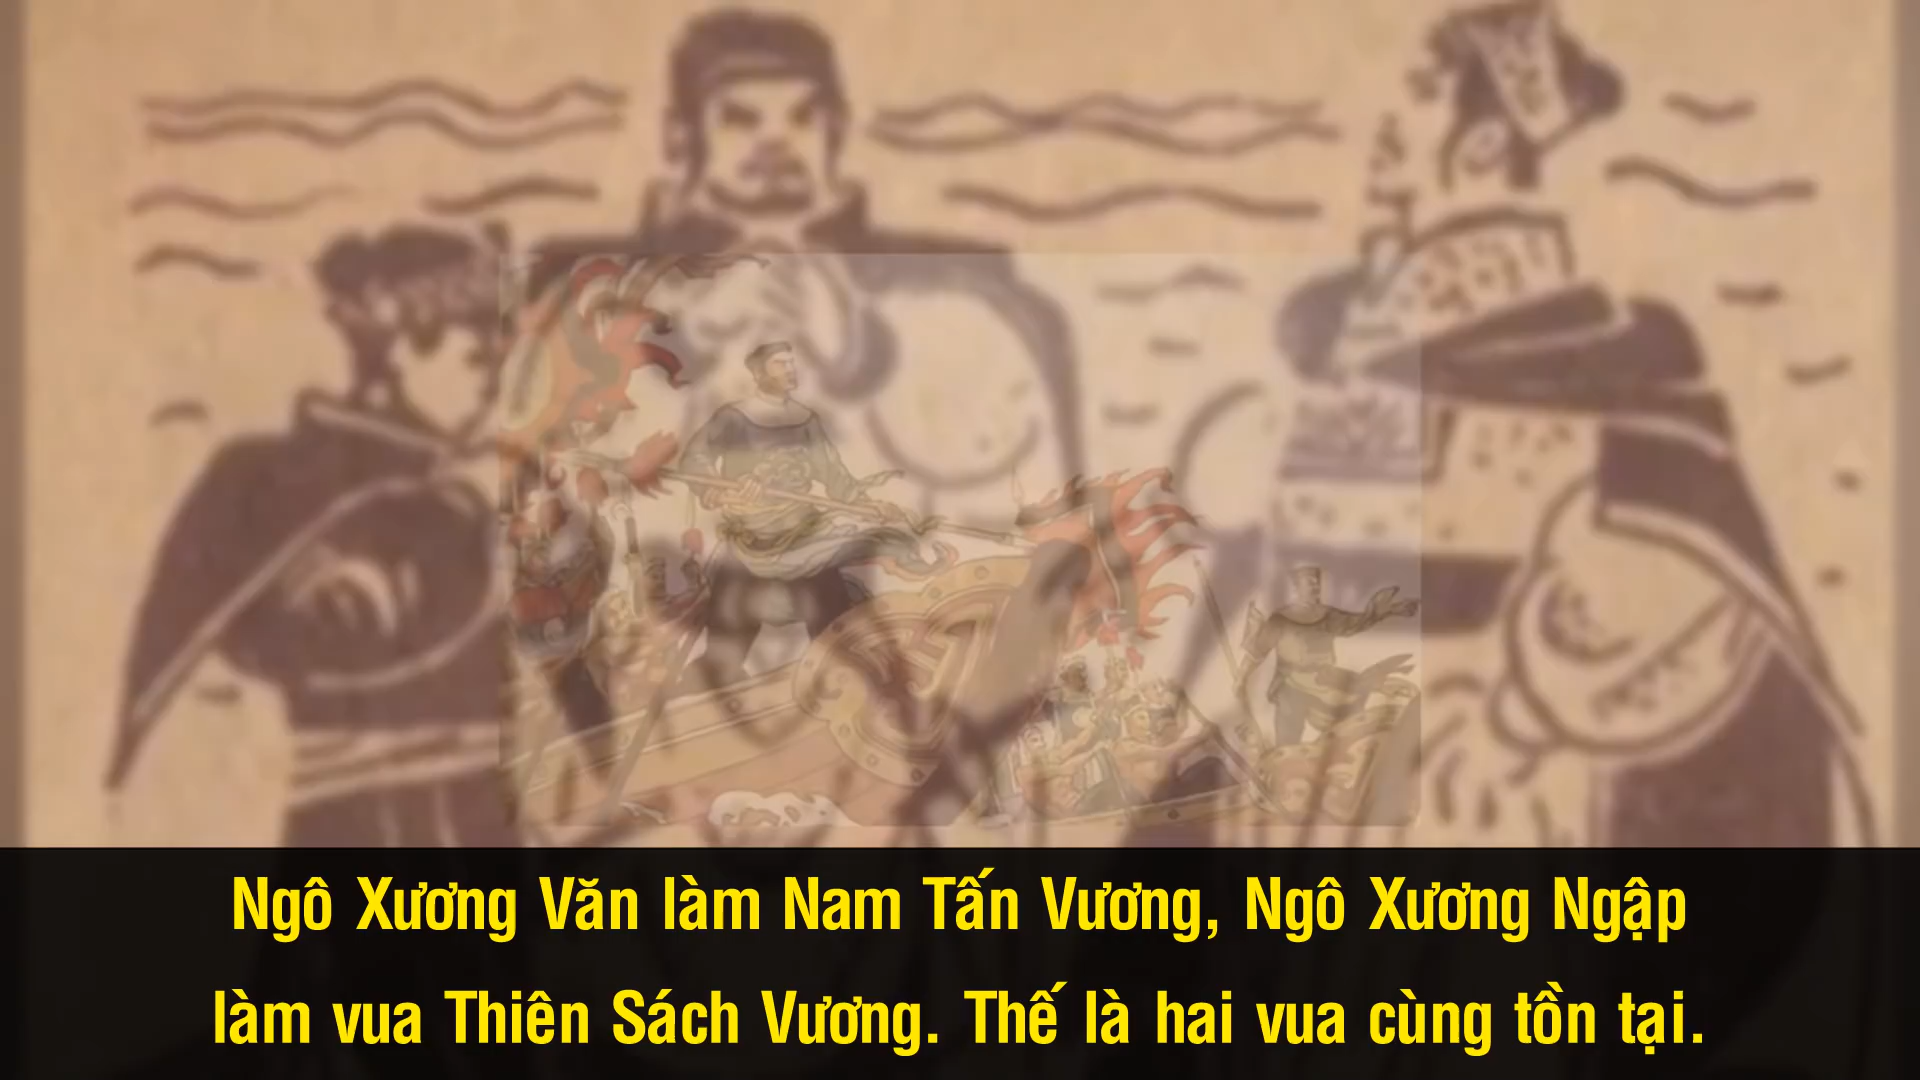 Ngô Xương Văn làm Nam Tấn Vương, Ngô Xương Ngập
làm vua Thiên Sách Vương. Thế là hai vua cùng tồn tại.